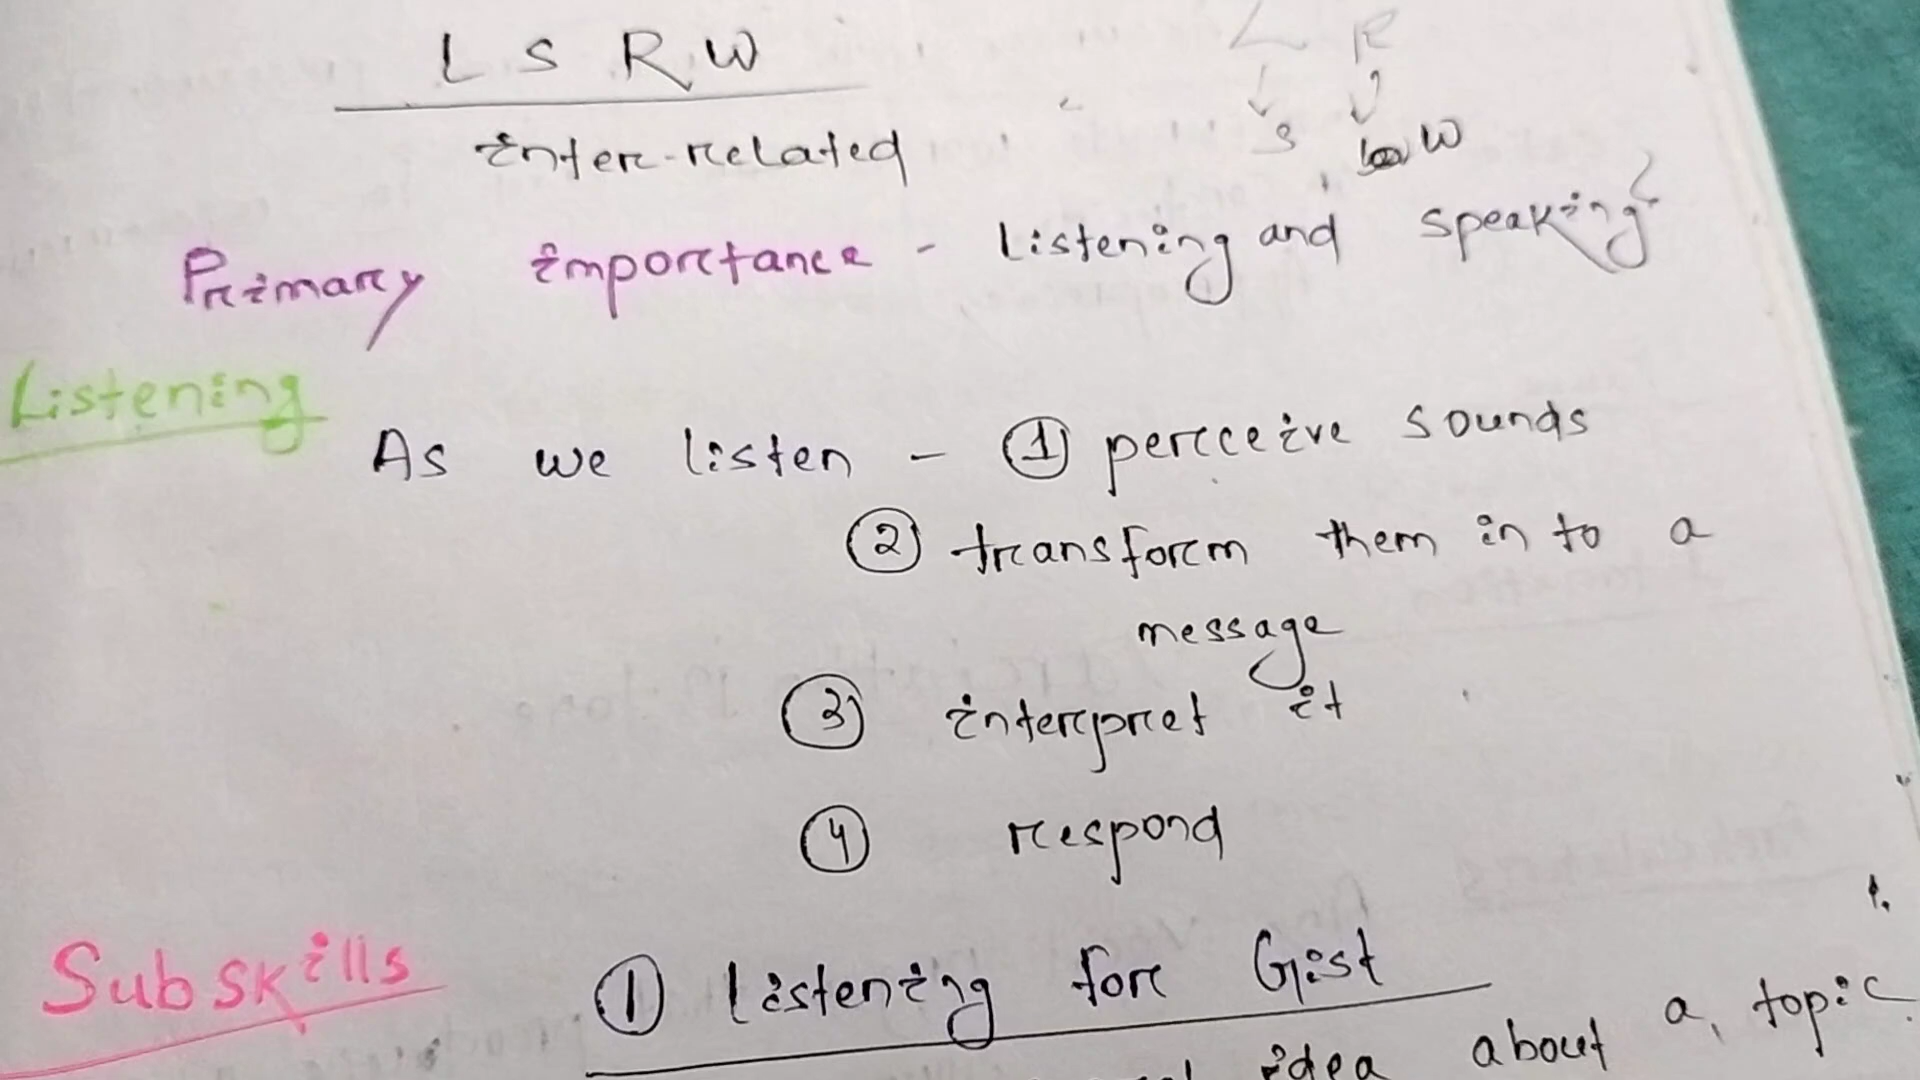 L S R W
L R
S W
inter-related
Primary importance - listening and speaking
Listening
As we listen - ① perceive sounds
② transform them in to a
message
③ interpret it
④ respond
Subskills ① listening for Gist
idea about a topic